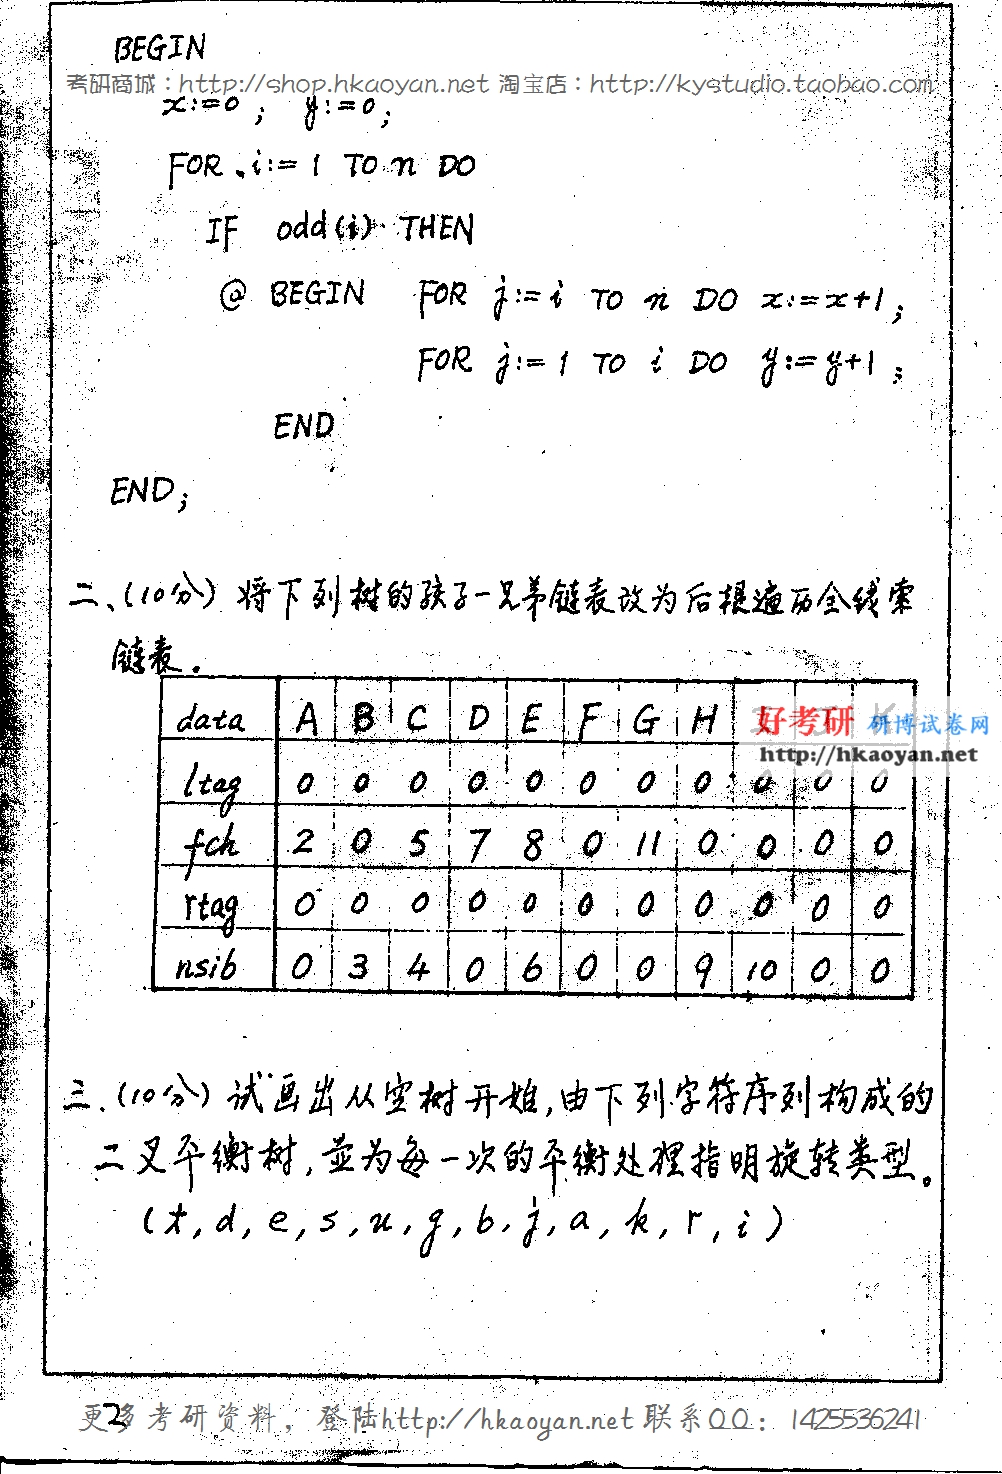 BEGIN
考研商城：http://shop.hkaoyan.net 淘宝店：http://kystudio.taobao.com
x:=0; y:=0;
FOR i:=1 TO n DO
IF odd(i) THEN
@ BEGIN FOR j:=i TO n DO x:=x+1;
FOR j:=1 TO i DO y:=y+1;
END
END;
二、(10分) 将下列树的孩子-兄弟链表改为后根遍历全线索
链表.
data A B C D E F G H
好考研 研博试卷网
http://hkaoyan.net
ltag 0 0 0 0 0 0 0 0 0 0 0
fch 2 0 5 7 8 0 11 0 0 0 0
rtag 0 0 0 0 0 0 0 0 0 0 0
nsib 0 3 4 0 6 0 0 9 10 0 0
三.(10分) 试画出从空树开始,由下列字符序列构成的
二叉平衡树,並为每一次的平衡处理指明旋转类型。
(t, d, e, s, u, g, b, j, a, k, r, i)
2
更多考研资料，登陆http://hkaoyan.net 联系QQ：1425536241